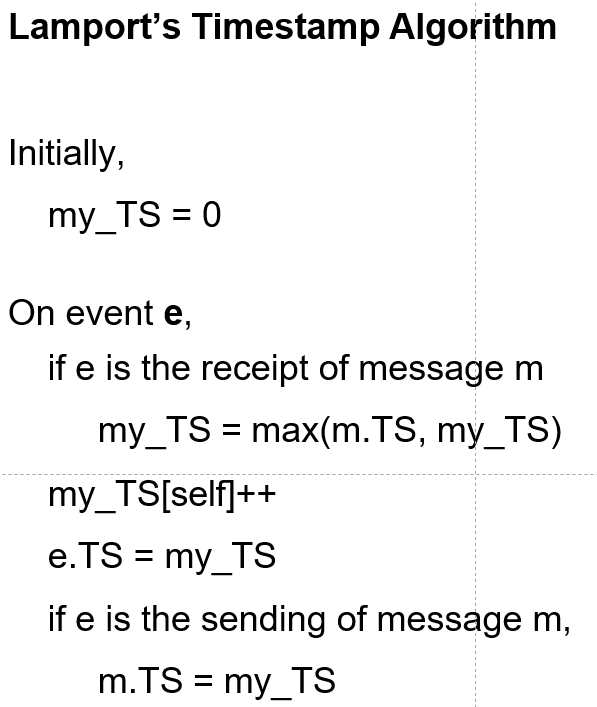 Lamport’s Timestamp Algorithm
Initially,
my_TS = 0
On event e,
if e is the receipt of message m
my_TS = max(m.TS, my_TS)
my_TS[self]++
e.TS = my_TS
if e is the sending of message m,
m.TS = my_TS